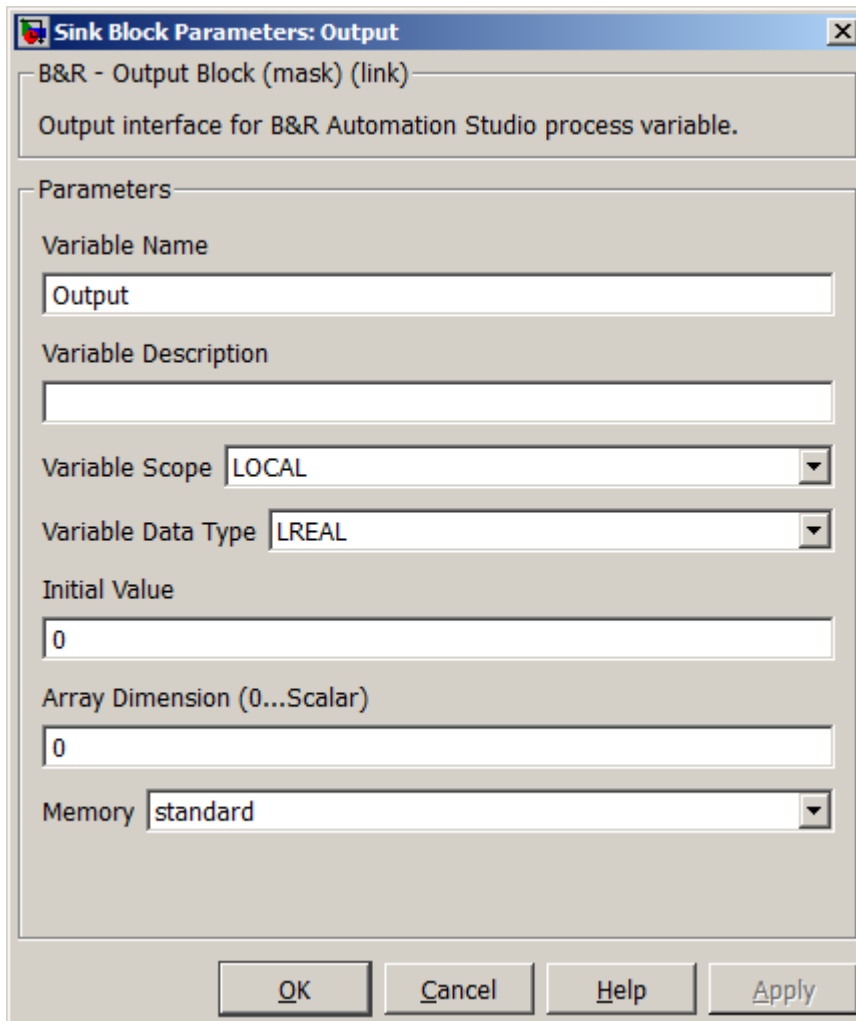 Sink Block Parameters: Output
B&R - Output Block (mask) (link)
Output interface for B&R Automation Studio process variable.
Parameters
Variable Name
Output
Variable Description
Variable Scope LOCAL
Variable Data Type LREAL
Initial Value
0
Array Dimension (0...Scalar)
0
Memory standard
OK Cancel Help Apply